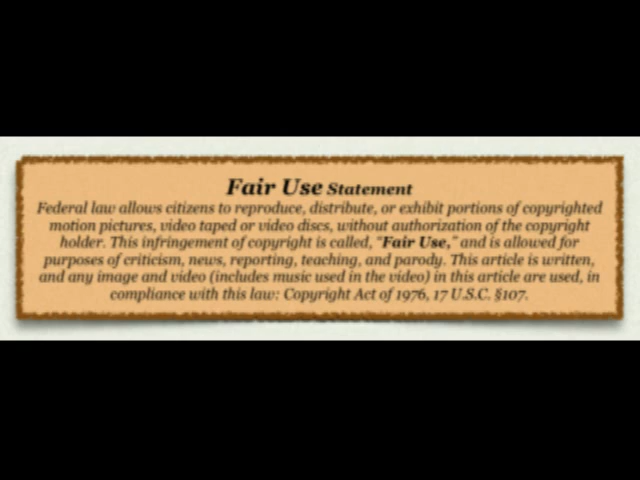 Fair Use Statement
Federal law allows citizens to reproduce, distribute, or exhibit portions of copyrighted
motion pictures, video taped or video discs, without authorization of the copyright
holder. This infringement of copyright is called, "Fair Use," and is allowed for
purposes of criticism, news, reporting, teaching, and parody. This article is written,
and any image and video (includes music used in the video) in this article are used, in
compliance with this law: Copyright Act of 1976, 17 U.S.C. §107.